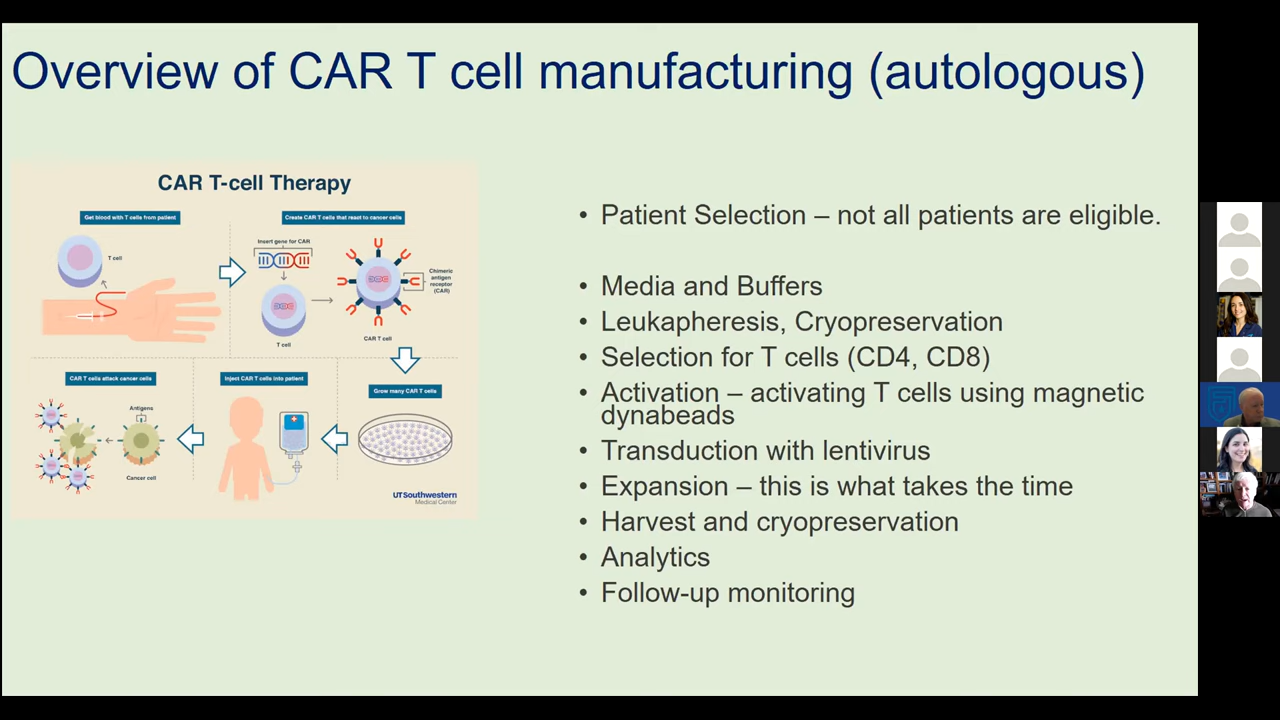 Overview of CAR T cell manufacturing (autologous)
CAR T-cell Therapy
Get blood with T cells from patient
T cell
Create CAR T cells that react to cancer cells
Insert gene for CAR
T cell
Chimeric
antigen
receptor
(CAR)
CAR T cell
Grow many CAR T cells
Inject CAR T cells into patient
CAR T cells attack cancer cells
Antigens
Cancer cell
UTSouthwestern
Medical Center
• Patient Selection – not all patients are eligible.
• Media and Buffers
• Leukapheresis, Cryopreservation
• Selection for T cells (CD4, CD8)
• Activation – activating T cells using magnetic
dynabeads
• Transduction with lentivirus
• Expansion – this is what takes the time
• Harvest and cryopreservation
• Analytics
• Follow-up monitoring